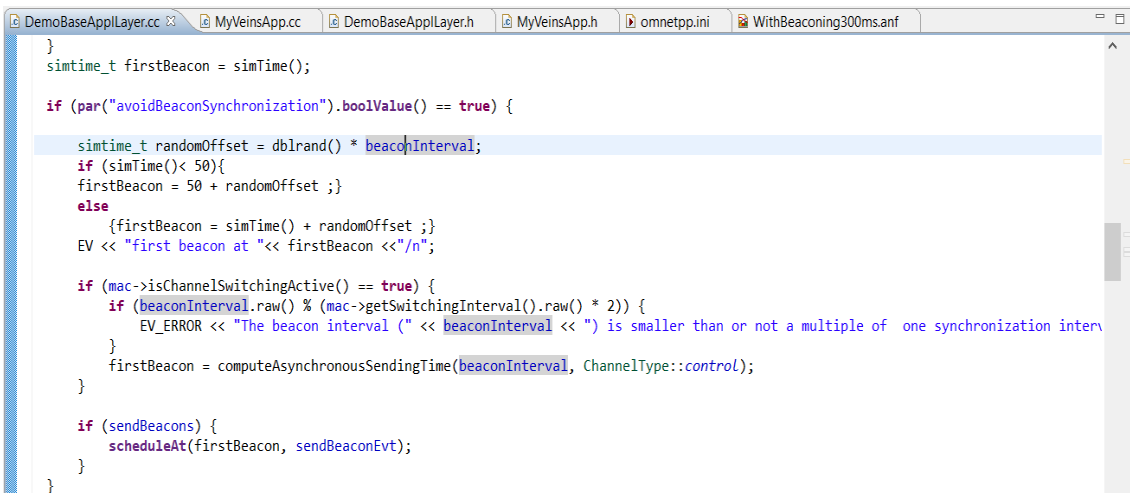 DemoBaseApplLayer.cc MyVeinsApp.cc DemoBaseApplLayer.h MyVeinsApp.h omnetpp.ini WithBeaconing300ms.anf
}
simtime_t firstBeacon = simTime();
if (par("avoidBeaconSynchronization").boolValue() == true) {
simtime_t randomOffset = dblrand() * beaconInterval;
if (simTime()< 50){
firstBeacon = 50 + randomOffset ;}
else
{firstBeacon = simTime() + randomOffset ;}
EV << "first beacon at "<< firstBeacon <<"/n";
if (mac->isChannelSwitchingActive() == true) {
if (beaconInterval.raw() % (mac->getSwitchingInterval().raw() * 2)) {
EV_ERROR << "The beacon interval (" << beaconInterval << ") is smaller than or not a multiple of  one synchronization interv
}
firstBeacon = computeAsynchronousSendingTime(beaconInterval, ChannelType::control);
}
if (sendBeacons) {
scheduleAt(firstBeacon, sendBeaconEvt);
}
}